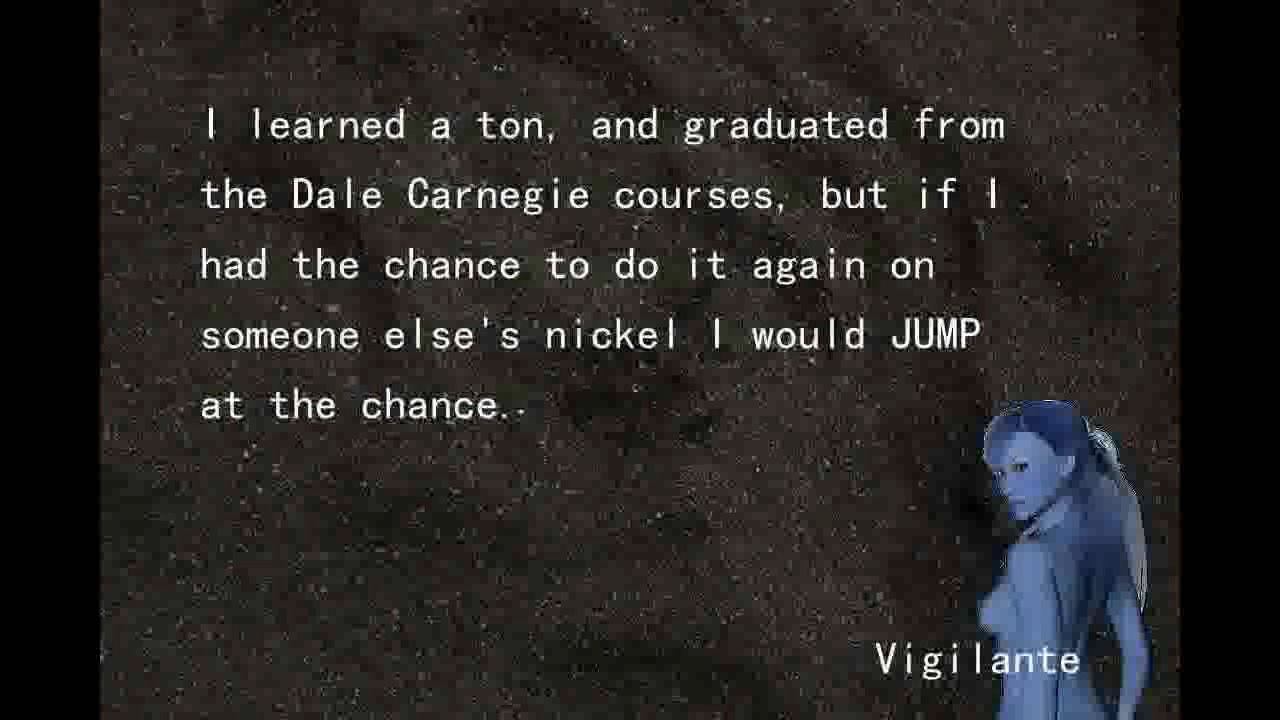 I learned a ton, and graduated from
the Dale Carnegie courses, but if I
had the chance to do it again on
someone else's nickel I would JUMP
at the chance..
Vigilante